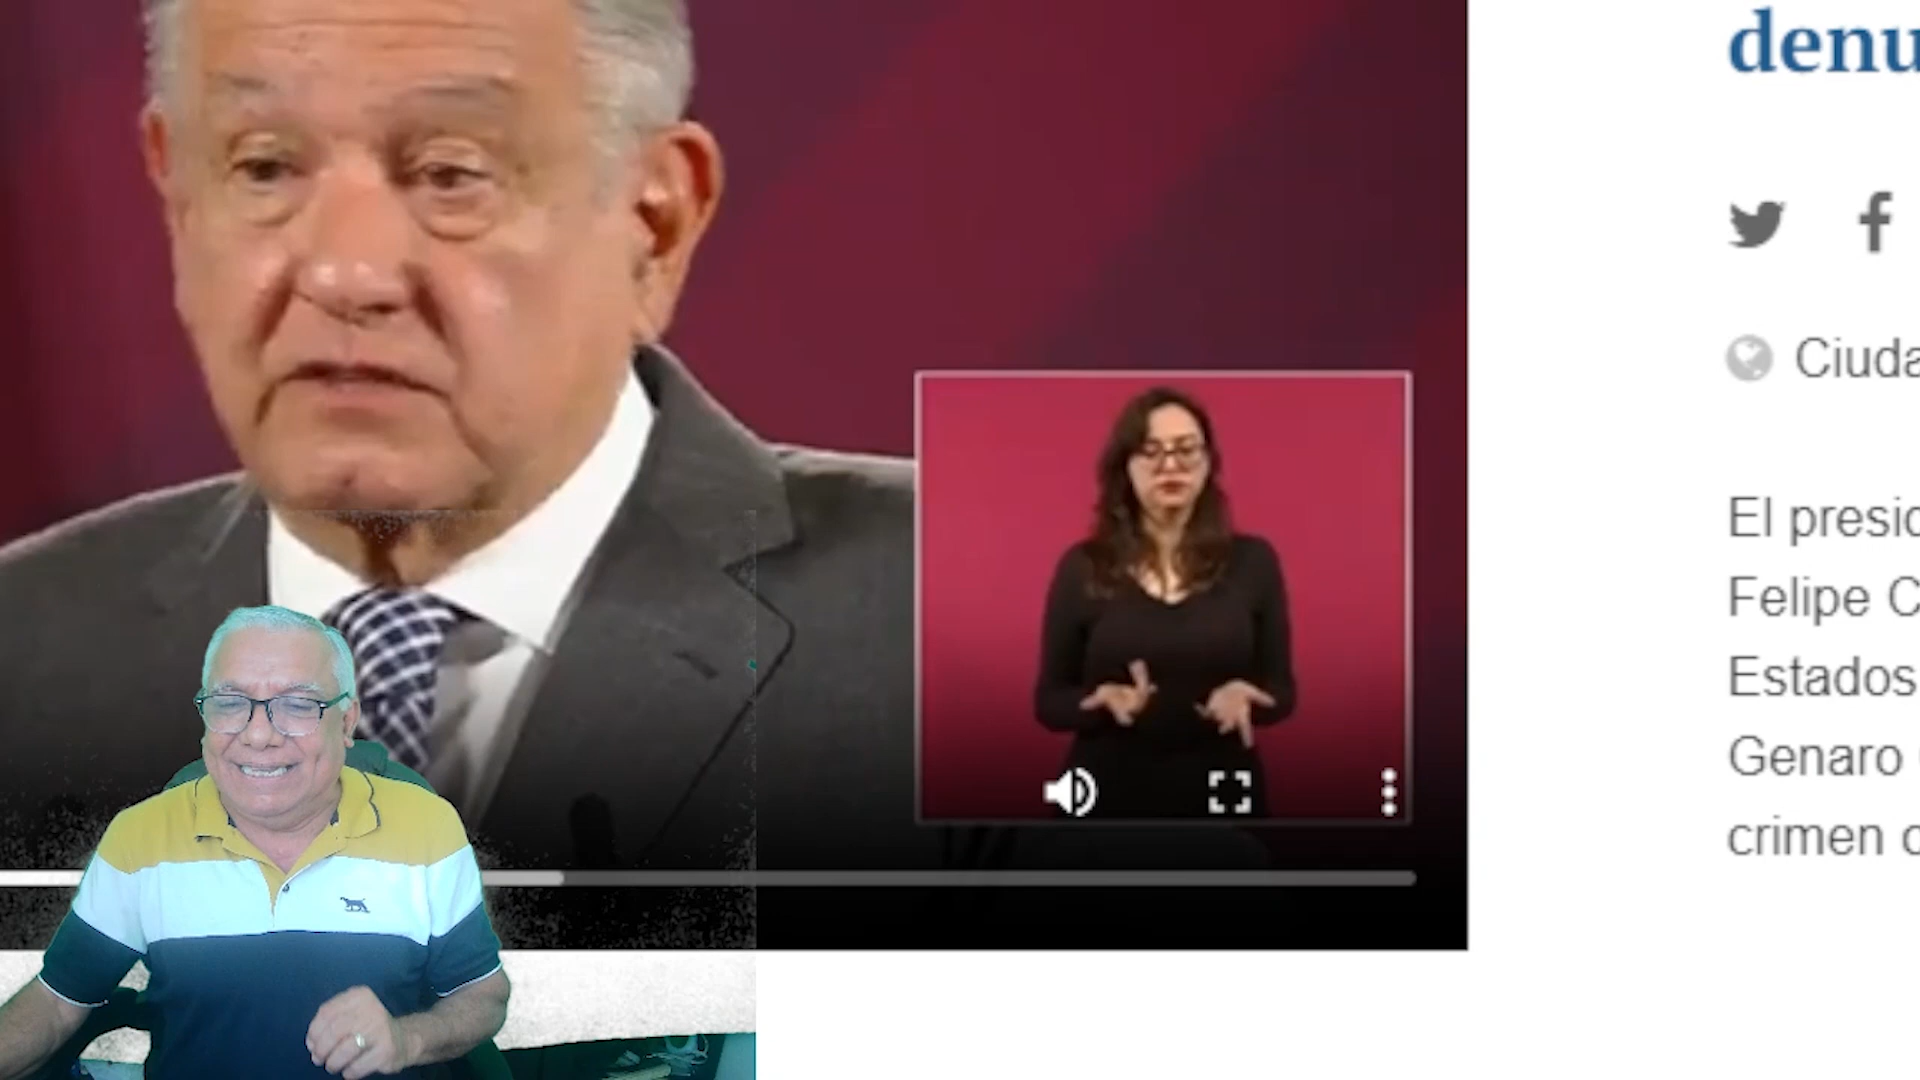 denu
Ciuda
El presid
Felipe C
Estados
Genaro
crimen o